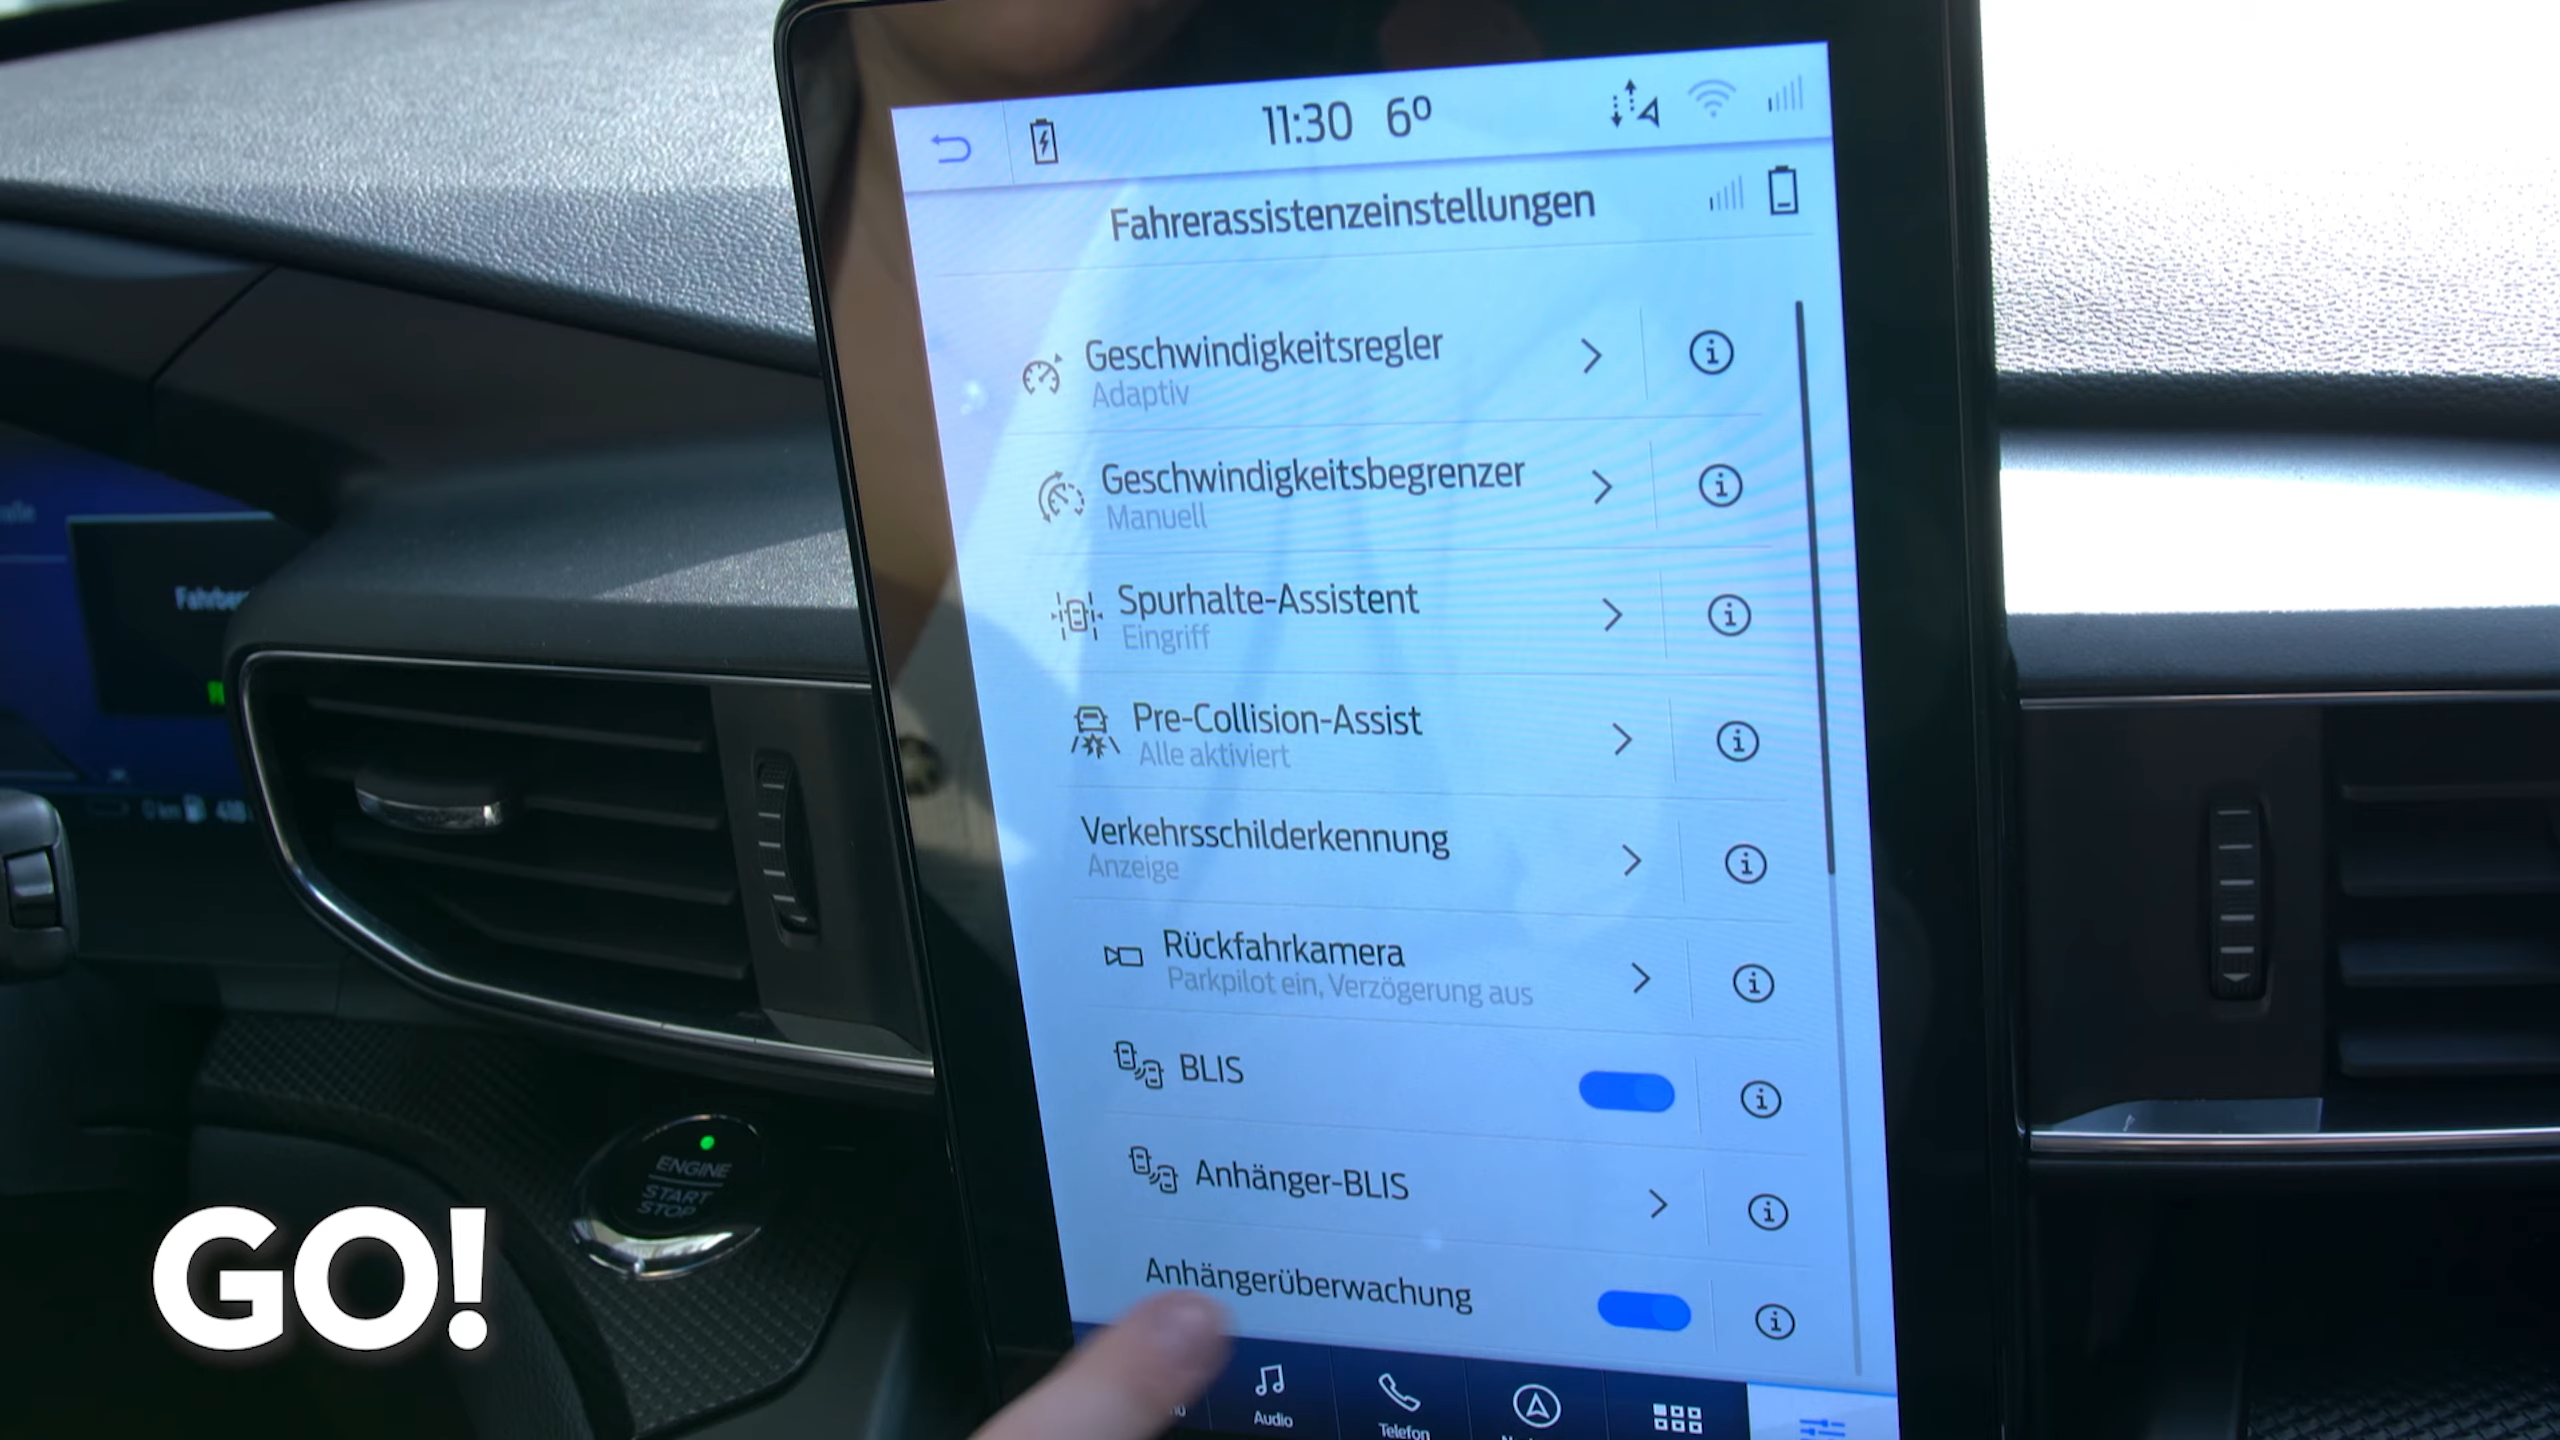 11:30 6º
Fahrerassistenzeinstellungen
Geschwindigkeitsregler
Adaptiv
Geschwindigkeitsbegrenzer
Manuell
Spurhalte-Assistent
Eingriff
Pre-Collision-Assist
Alle aktiviert
Verkehrsschilderkennung
Anzeige
Rückfahrkamera
Parkpilot ein, Verzögerung aus
BLIS
Anhänger-BLIS
Anhängerüberwachung
Audio
Telefon
ENGINE
START
STOP
GO!